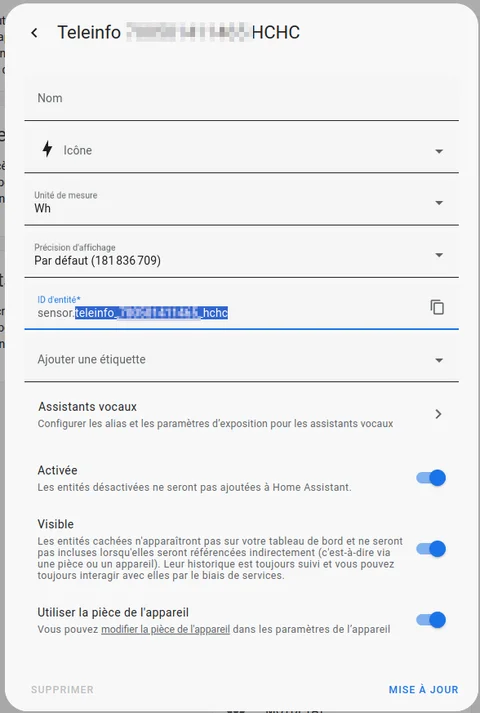 Teleinfo HCHC
Nom
Icône
Unité de mesure
Wh
Précision d'affichage
Par défaut (181 836 709)
ID d'entité*
sensor.teleinfo_ _hchc
Ajouter une étiquette
Assistants vocaux
Configurer les alias et les paramètres d'exposition pour les assistants vocaux
Activée
Les entités désactivées ne seront pas ajoutées à Home Assistant.
Visible
Les entités cachées n'apparaîtront pas sur votre tableau de bord et ne seront
pas incluses lorsqu'elles seront référencées indirectement (c'est-à-dire via
une pièce ou un appareil). Leur historique est toujours suivi et vous pouvez
toujours interagir avec elles par le biais de services.
Utiliser la pièce de l'appareil
Vous pouvez modifier la pièce de l'appareil dans les paramètres de l'appareil
SUPPRIMER
MISE À JOUR